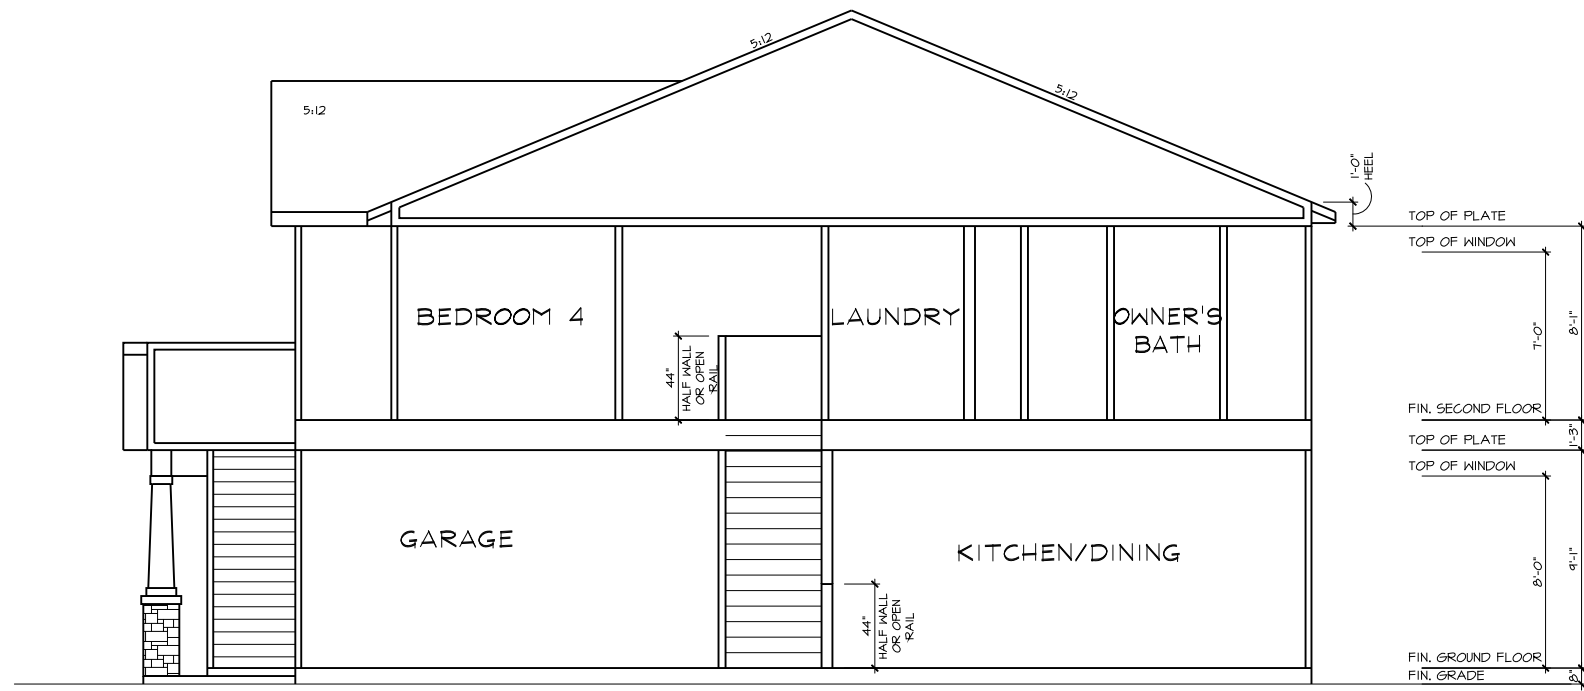 5:12
5:12
5:12
1'-0"
HEEL
TOP OF PLATE
TOP OF WINDOW
BEDROOM 4
LAUNDRY
OWNER'S
BATH
7'-0"
8'-1"
44"
HALF WALL
OR OPEN
RAIL
FIN. SECOND FLOOR
1'-3"
TOP OF PLATE
TOP OF WINDOW
GARAGE
KITCHEN/DINING
8'-0"
9'-1"
44"
HALF WALL
OR OPEN
RAIL
FIN. GROUND FLOOR
FIN. GRADE
8"